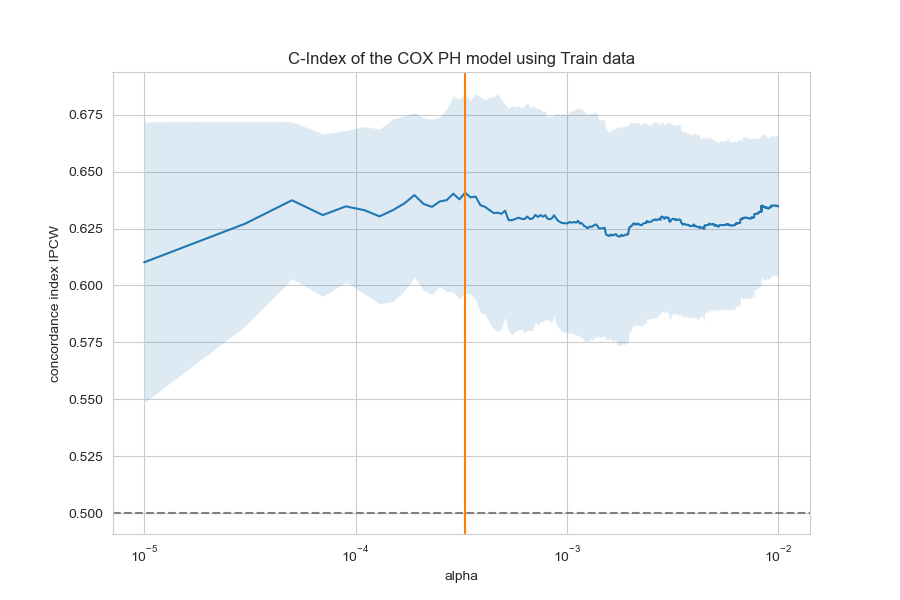 C-Index of the COX PH model using Train data
concordance index IPCW
0.675
0.650
0.625
0.600
0.575
0.550
0.525
0.500
10⁻⁵ 10⁻⁴ 10⁻³ 10⁻²
alpha